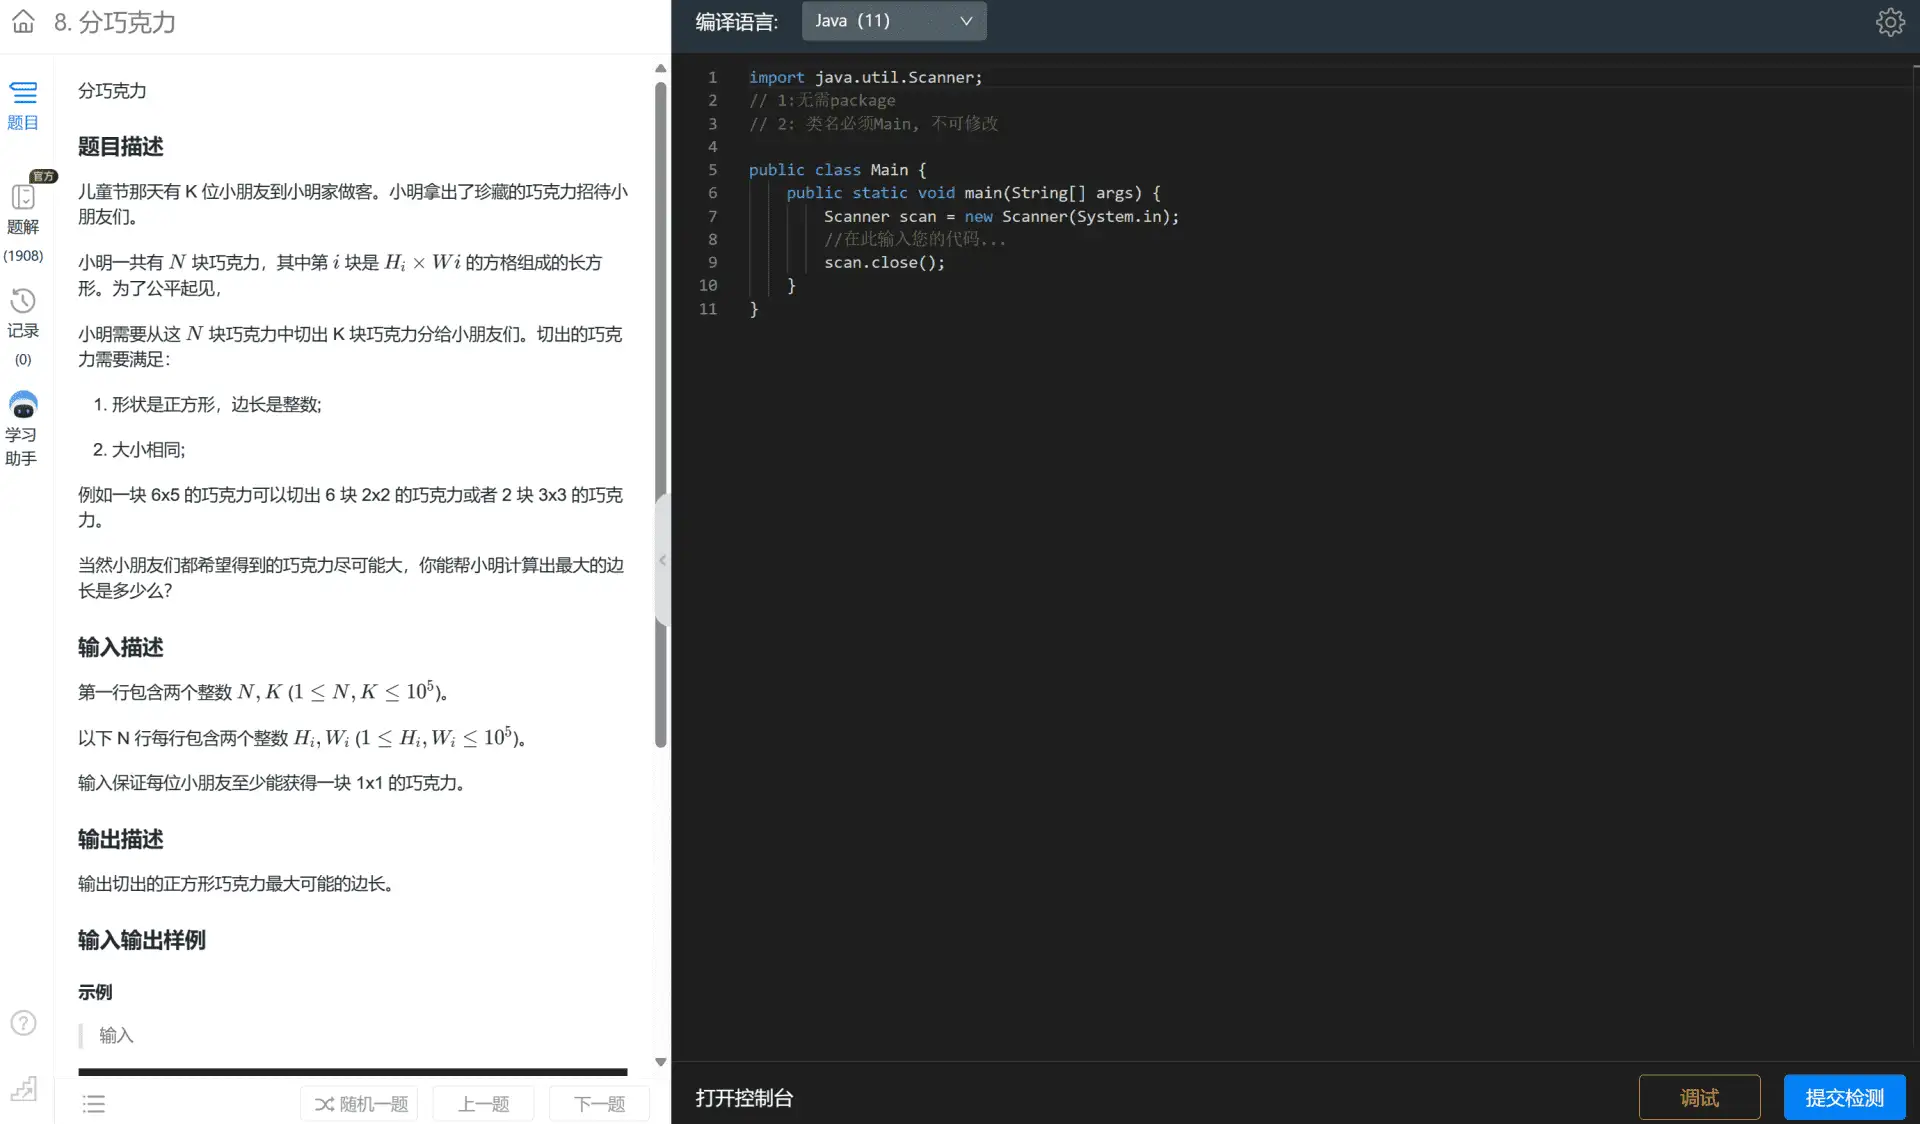 8. 分巧克力
题目
官方
题解
(1908)
记录
(0)
学习
助手
分巧克力
题目描述
儿童节那天有 K 位小朋友到小明家做客。小明拿出了珍藏的巧克力招待小
朋友们。
小明一共有 N 块巧克力，其中第 i 块是 Hᵢ × Wi 的方格组成的长方
形。为了公平起见，
小明需要从这 N 块巧克力中切出 K 块巧克力分给小朋友们。切出的巧克
力需要满足：
1. 形状是正方形，边长是整数;
2. 大小相同;
例如一块 6x5 的巧克力可以切出 6 块 2x2 的巧克力或者 2 块 3x3 的巧克
力。
当然小朋友们都希望得到的巧克力尽可能大，你能帮小明计算出最大的边
长是多少么？
输入描述
第一行包含两个整数 N, K (1 ≤ N, K ≤ 10⁵)。
以下 N 行每行包含两个整数 Hᵢ, Wᵢ (1 ≤ Hᵢ, Wᵢ ≤ 10⁵)。
输入保证每位小朋友至少能获得一块 1x1 的巧克力。
输出描述
输出切出的正方形巧克力最大可能的边长。
输入输出样例
示例
输入
随机一题 上一题 下一题
编译语言: Java (11)
1 import java.util.Scanner;
2 // 1:无需package
3 // 2: 类名必须Main, 不可修改
4
5 public class Main {
6 public static void main(String[] args) {
7 Scanner scan = new Scanner(System.in);
8 //在此输入您的代码...
9 scan.close();
10 }
11 }
打开控制台 调试 提交检测